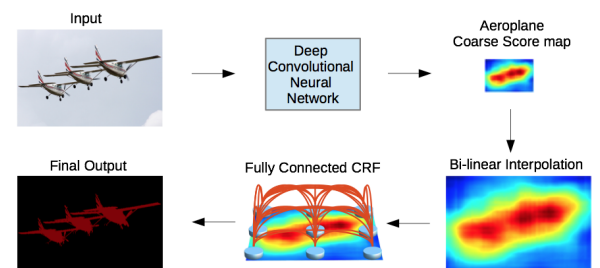 Input
Deep
Convolutional
Neural
Network
Aeroplane
Coarse Score map
Bi-linear Interpolation
Fully Connected CRF
Final Output